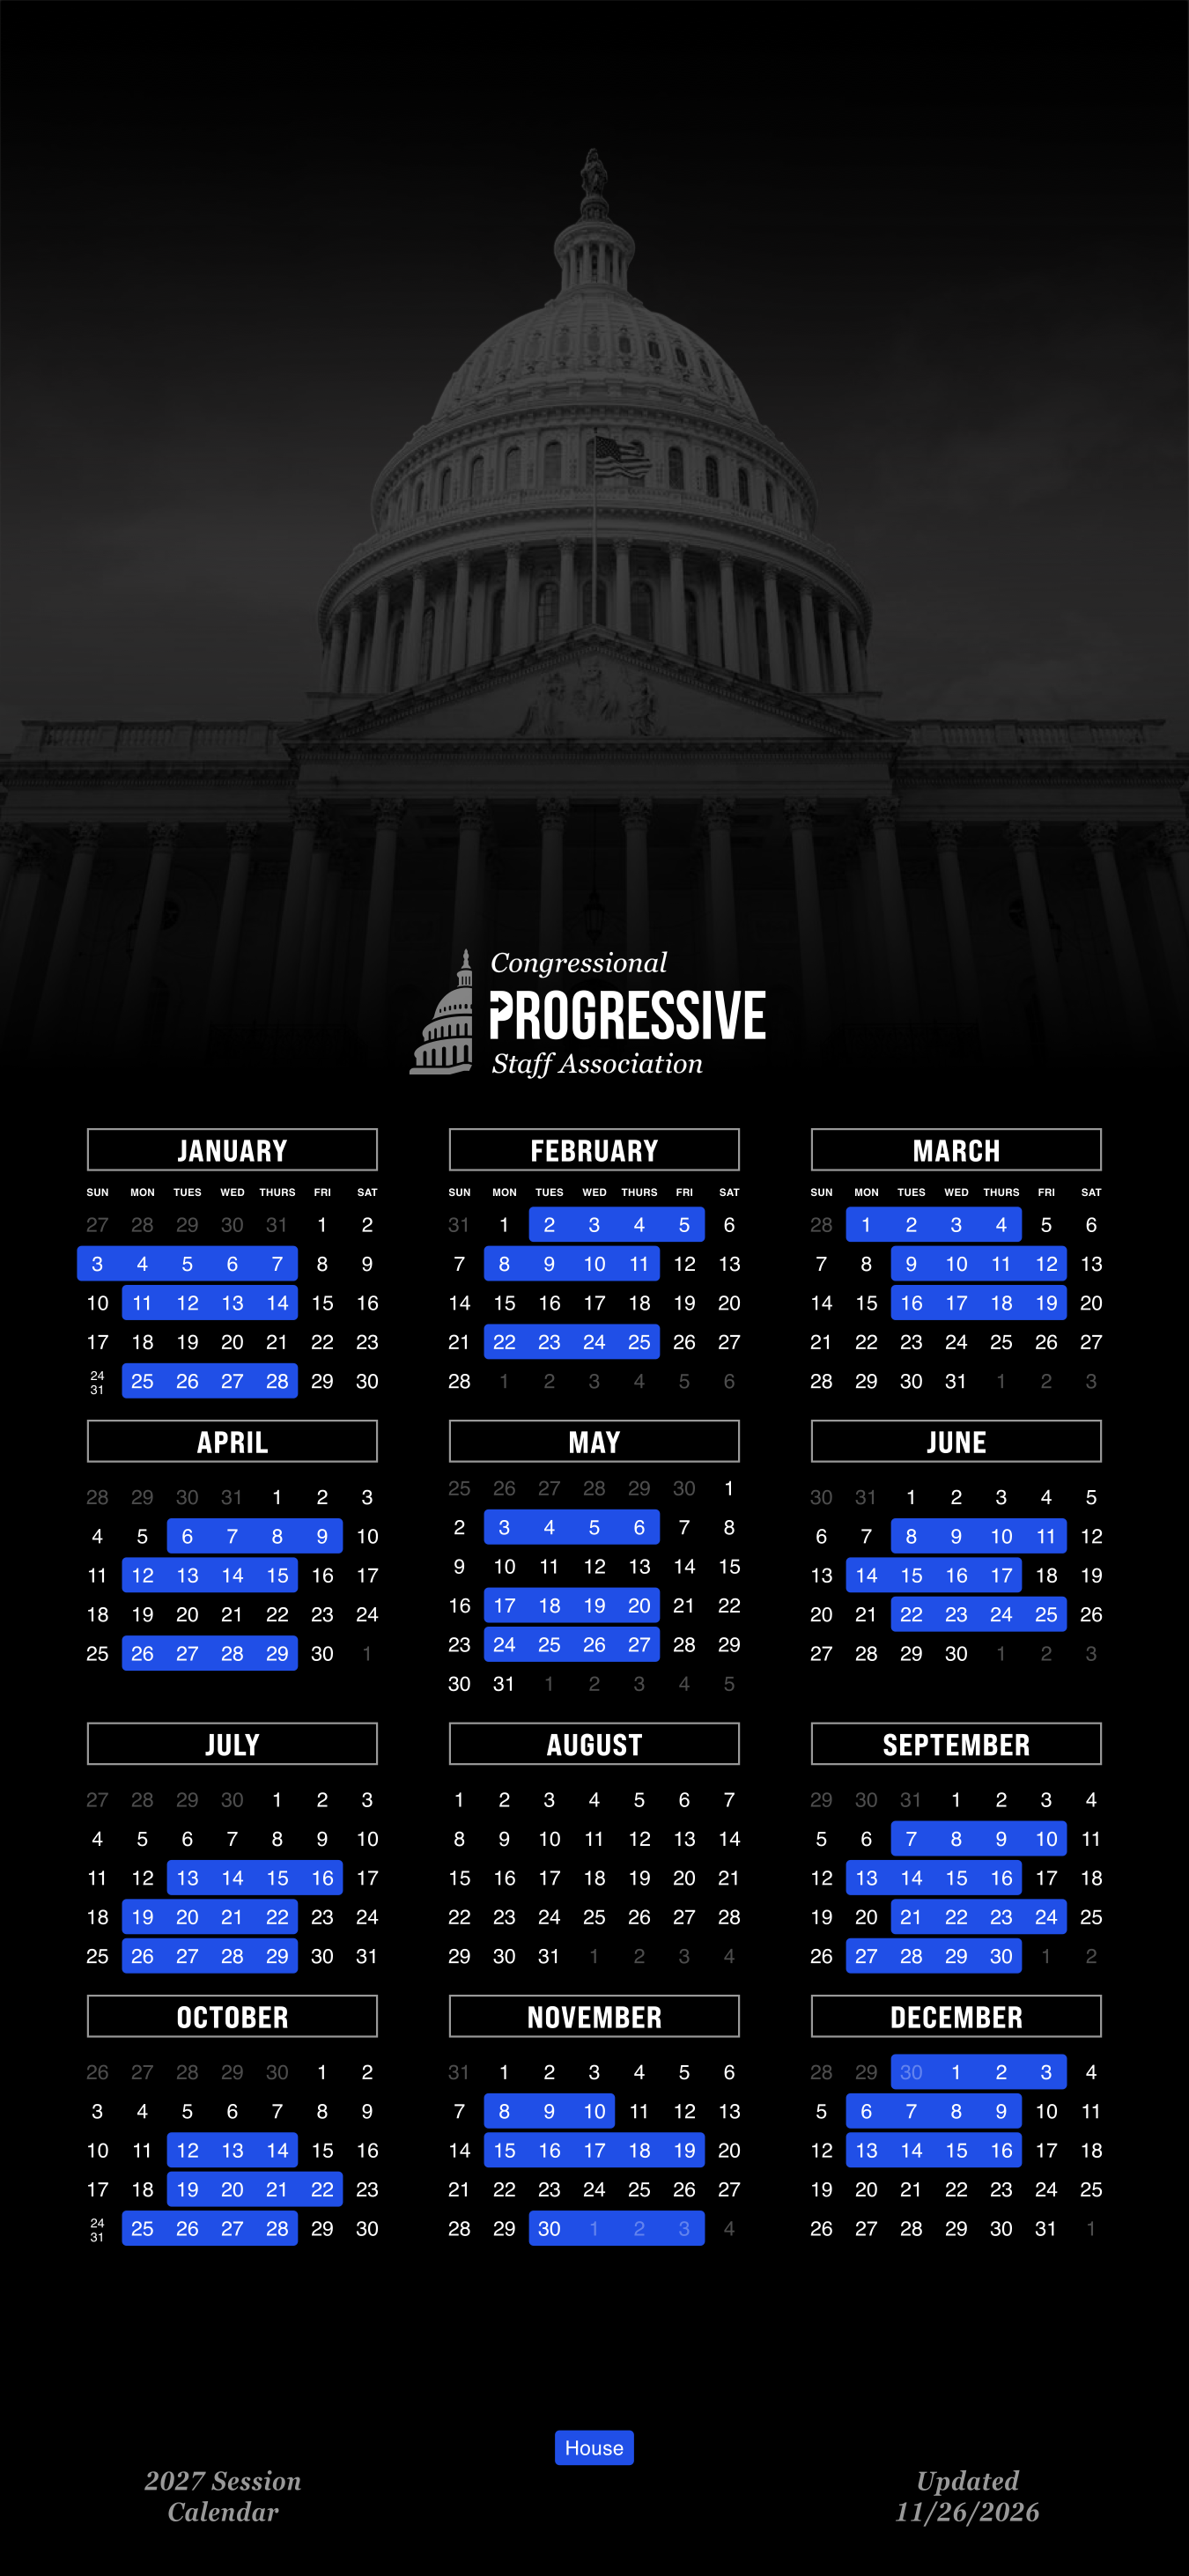 Congressional
PROGRESSIVE
Staff Association
JANUARY
SUN MON TUES WED THURS FRI SAT
27 28 29 30 31 1 2
3 4 5 6 7 8 9
10 11 12 13 14 15 16
17 18 19 20 21 22 23
24 31 25 26 27 28 29 30
FEBRUARY
SUN MON TUES WED THURS FRI SAT
31 1 2 3 4 5 6
7 8 9 10 11 12 13
14 15 16 17 18 19 20
21 22 23 24 25 26 27
28 1 2 3 4 5 6
MARCH
SUN MON TUES WED THURS FRI SAT
28 1 2 3 4 5 6
7 8 9 10 11 12 13
14 15 16 17 18 19 20
21 22 23 24 25 26 27
28 29 30 31 1 2 3
APRIL
28 29 30 31 1 2 3
4 5 6 7 8 9 10
11 12 13 14 15 16 17
18 19 20 21 22 23 24
25 26 27 28 29 30 1
MAY
25 26 27 28 29 30 1
2 3 4 5 6 7 8
9 10 11 12 13 14 15
16 17 18 19 20 21 22
23 24 25 26 27 28 29
30 31 1 2 3 4 5
JUNE
30 31 1 2 3 4 5
6 7 8 9 10 11 12
13 14 15 16 17 18 19
20 21 22 23 24 25 26
27 28 29 30 1 2 3
JULY
27 28 29 30 1 2 3
4 5 6 7 8 9 10
11 12 13 14 15 16 17
18 19 20 21 22 23 24
25 26 27 28 29 30 31
AUGUST
1 2 3 4 5 6 7
8 9 10 11 12 13 14
15 16 17 18 19 20 21
22 23 24 25 26 27 28
29 30 31 1 2 3 4
SEPTEMBER
29 30 31 1 2 3 4
5 6 7 8 9 10 11
12 13 14 15 16 17 18
19 20 21 22 23 24 25
26 27 28 29 30 1 2
OCTOBER
26 27 28 29 30 1 2
3 4 5 6 7 8 9
10 11 12 13 14 15 16
17 18 19 20 21 22 23
24 31 25 26 27 28 29 30
NOVEMBER
31 1 2 3 4 5 6
7 8 9 10 11 12 13
14 15 16 17 18 19 20
21 22 23 24 25 26 27
28 29 30 1 2 3 4
DECEMBER
28 29 30 1 2 3 4
5 6 7 8 9 10 11
12 13 14 15 16 17 18
19 20 21 22 23 24 25
26 27 28 29 30 31 1
House
2027 Session
Calendar
Updated
11/26/2026